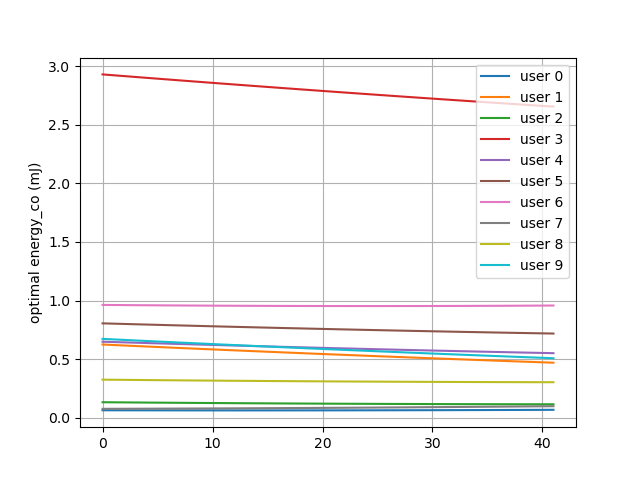 3.0
2.5
2.0
1.5
1.0
0.5
0.0
optimal energy_co (mJ)
0
10
20
30
40
user 0
user 1
user 2
user 3
user 4
user 5
user 6
user 7
user 8
user 9